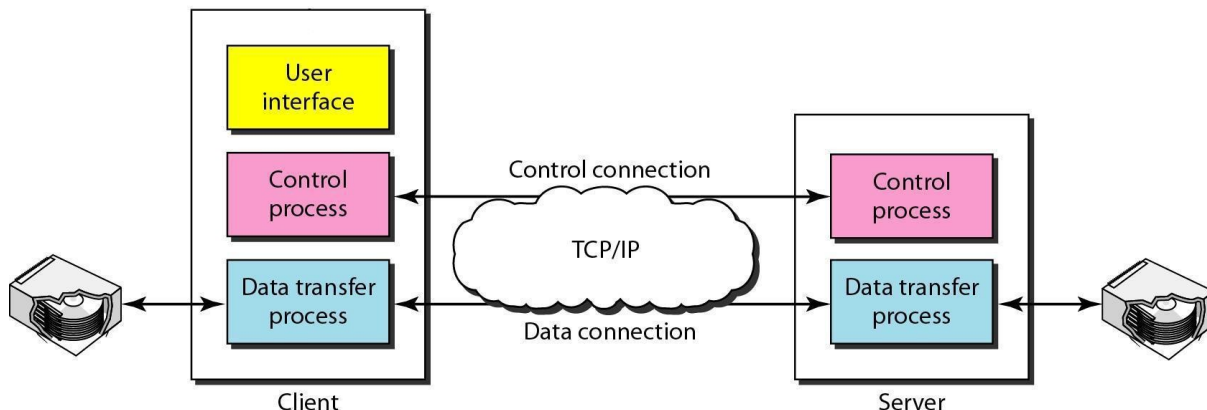 User
interface
Control connection
Control
process
Control
process
TCP/IP
Data transfer
process
Data transfer
process
Data connection
Client
Server